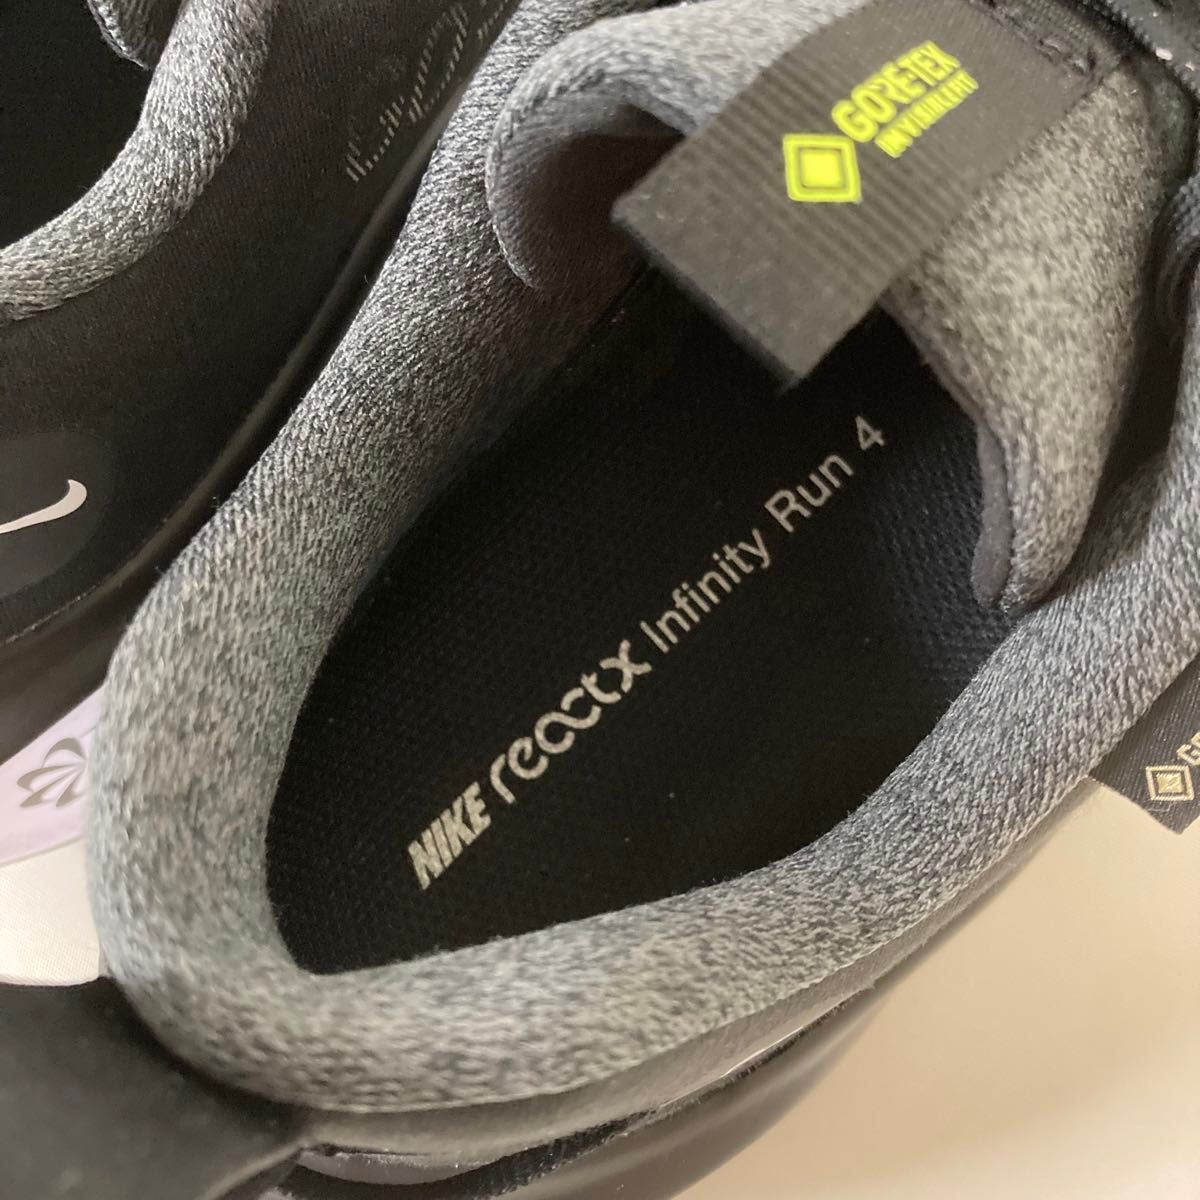 GORE-TEX
INVISIBLE FIT
NIKE reactx Infinity Run 4